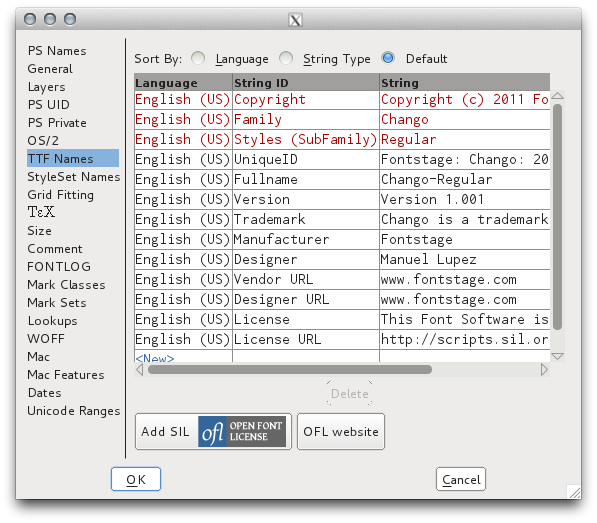 X
PS Names
General
Layers
PS UID
PS Private
OS/2
TTF Names
StyleSet Names
Grid Fitting
TεX
Size
Comment
FONTLOG
Mark Classes
Mark Sets
Lookups
WOFF
Mac
Mac Features
Dates
Unicode Ranges
Sort By: Language String Type Default
Language String ID String
English (US) Copyright Copyright (c) 2011 Fo
English (US) Family Chango
English (US) Styles (SubFamily) Regular
English (US) UniqueID Fontstage: Chango: 20
English (US) Fullname Chango-Regular
English (US) Version Version 1.001
English (US) Trademark Chango is a trademark
English (US) Manufacturer Fontstage
English (US) Designer Manuel Lupez
English (US) Vendor URL www.fontstage.com
English (US) Designer URL www.fontstage.com
English (US) License This Font Software is
English (US) License URL http://scripts.sil.or
<New>
Delete
Add SIL ofl OPEN FONT LICENSE OFL website
OK Cancel